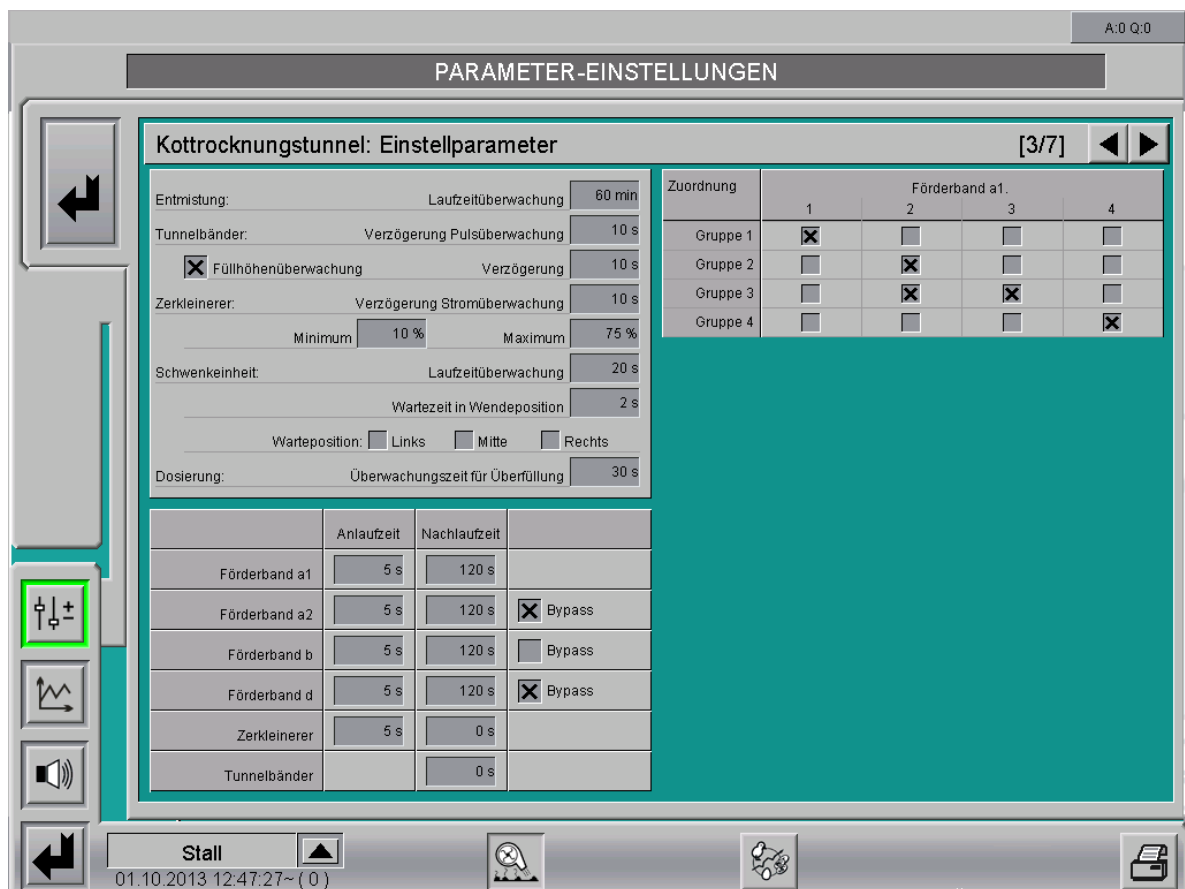 A:0 Q:0
PARAMETER-EINSTELLUNGEN
Kottrocknungstunnel: Einstellparameter [3/7]
Entmistung: Laufzeitüberwachung 60 min
Tunnelbänder: Verzögerung Pulsüberwachung 10 s
Füllhöhenüberwachung Verzögerung 10 s
Zerkleinerer: Verzögerung Stromüberwachung 10 s
Minimum 10 % Maximum 75 %
Schwenkeinheit: Laufzeitüberwachung 20 s
Wartezeit in Wendeposition 2 s
Warteposition: Links Mitte Rechts
Dosierung: Überwachungszeit für Überfüllung 30 s
Zuordnung Förderband a1.
1 2 3 4
Gruppe 1
Gruppe 2
Gruppe 3
Gruppe 4
Anlaufzeit Nachlaufzeit
Förderband a1 5 s 120 s
Förderband a2 5 s 120 s Bypass
Förderband b 5 s 120 s Bypass
Förderband d 5 s 120 s Bypass
Zerkleinerer 5 s 0 s
Tunnelbänder 0 s
Stall
01.10.2013 12:47:27~ ( 0 )